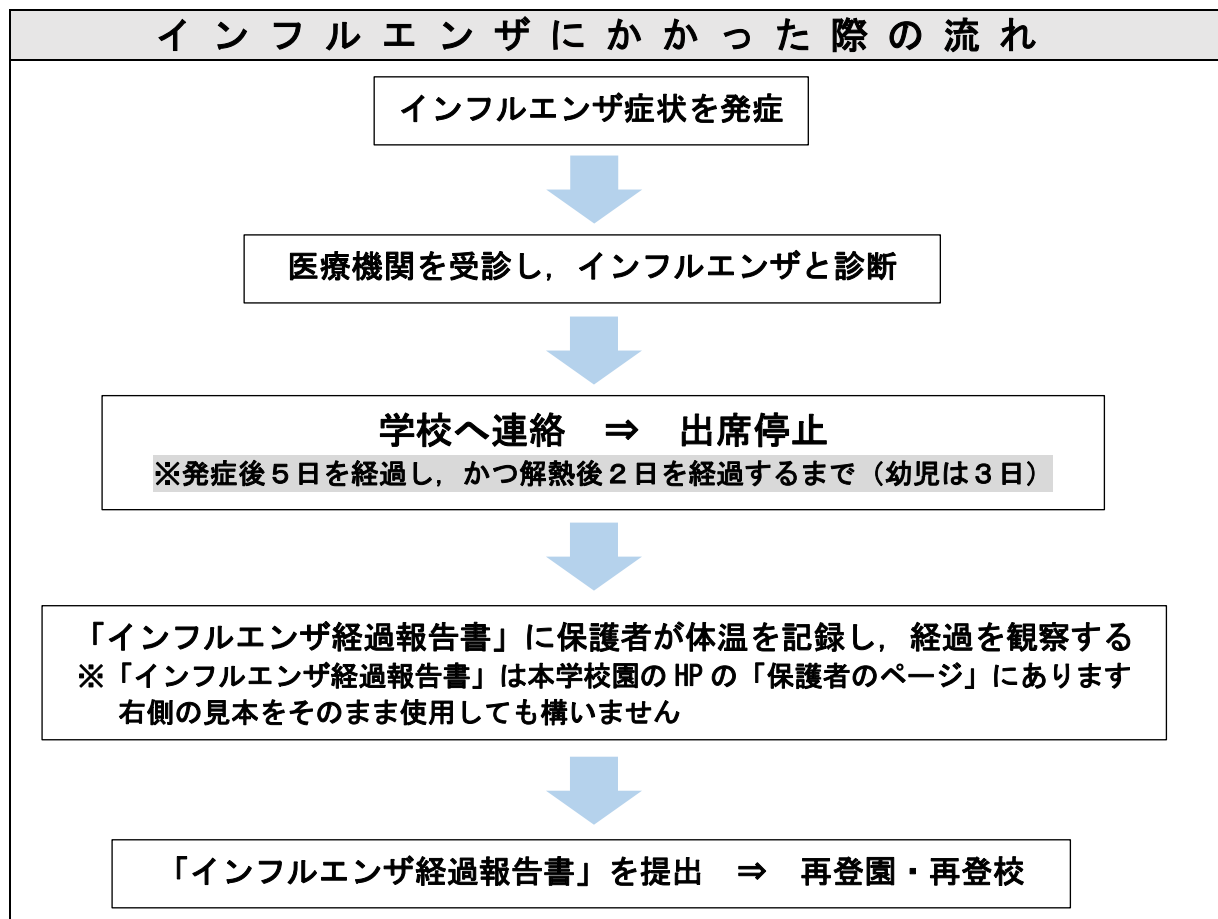 インフルエンザにかかった際の流れ
インフルエンザ症状を発症
医療機関を受診し，インフルエンザと診断
学校へ連絡　⇒　出席停止
※発症後５日を経過し，かつ解熱後２日を経過するまで（幼児は３日）
「インフルエンザ経過報告書」に保護者が体温を記録し，経過を観察する
※「インフルエンザ経過報告書」は本学校園の HP の「保護者のページ」にあります
右側の見本をそのまま使用しても構いません
「インフルエンザ経過報告書」を提出　⇒　再登園・再登校